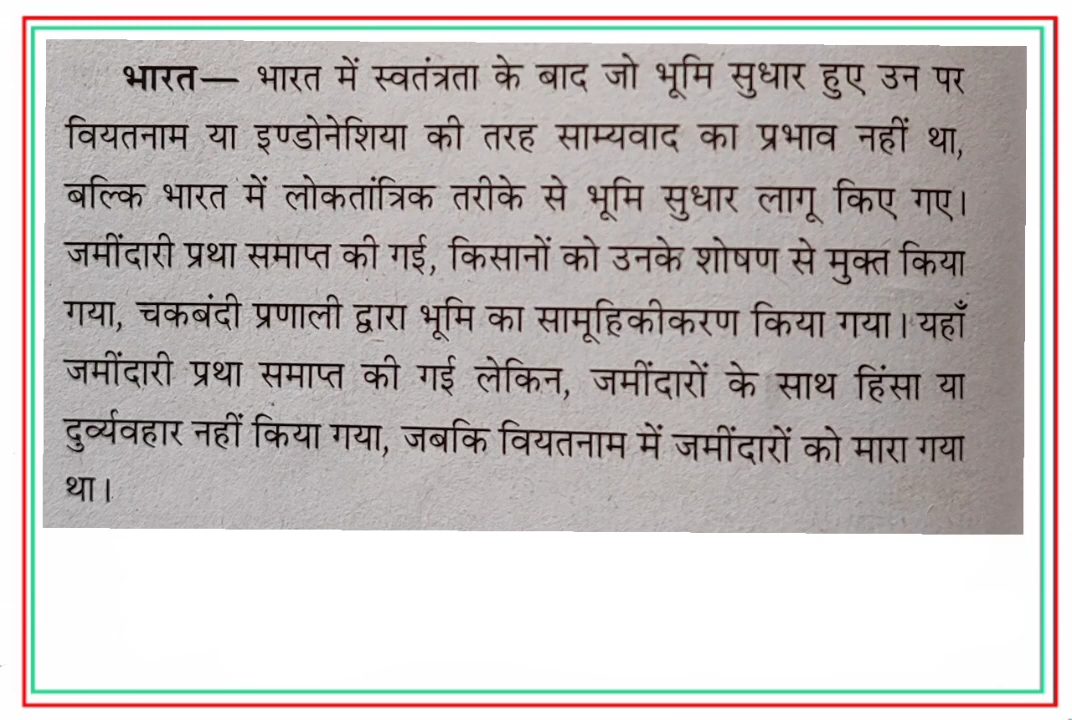 भारत— भारत में स्वतंत्रता के बाद जो भूमि सुधार हुए उन पर
वियतनाम या इण्डोनेशिया की तरह साम्यवाद का प्रभाव नहीं था,
बल्कि भारत में लोकतांत्रिक तरीके से भूमि सुधार लागू किए गए।
जमींदारी प्रथा समाप्त की गई, किसानों को उनके शोषण से मुक्त किया
गया, चकबंदी प्रणाली द्वारा भूमि का सामूहिकीकरण किया गया। यहाँ
जमींदारी प्रथा समाप्त की गई लेकिन, जमींदारों के साथ हिंसा या
दुर्व्यवहार नहीं किया गया, जबकि वियतनाम में जमींदारों को मारा गया
था।